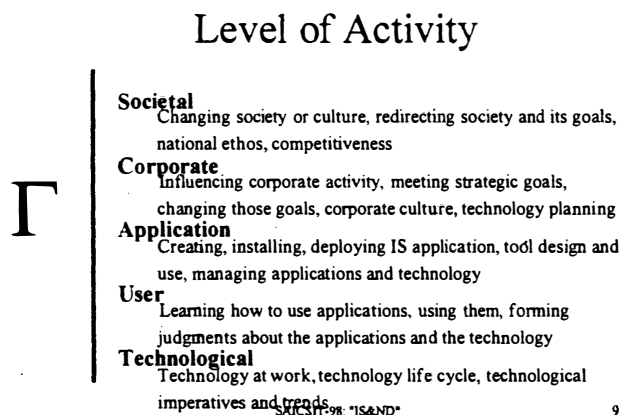 Level of Activity
Γ
Societal
Changing society or culture, redirecting society and its goals,
national ethos, competitiveness
Corporate
Influencing corporate activity, meeting strategic goals,
changing those goals, corporate culture, technology planning
Application
Creating, installing, deploying IS application, tool design and
use, managing applications and technology
User
Learning how to use applications, using them, forming
judgments about the applications and the technology
Technological
Technology at work, technology life cycle, technological
imperatives and trends
SAICSIT-98: "IS&ND" 9